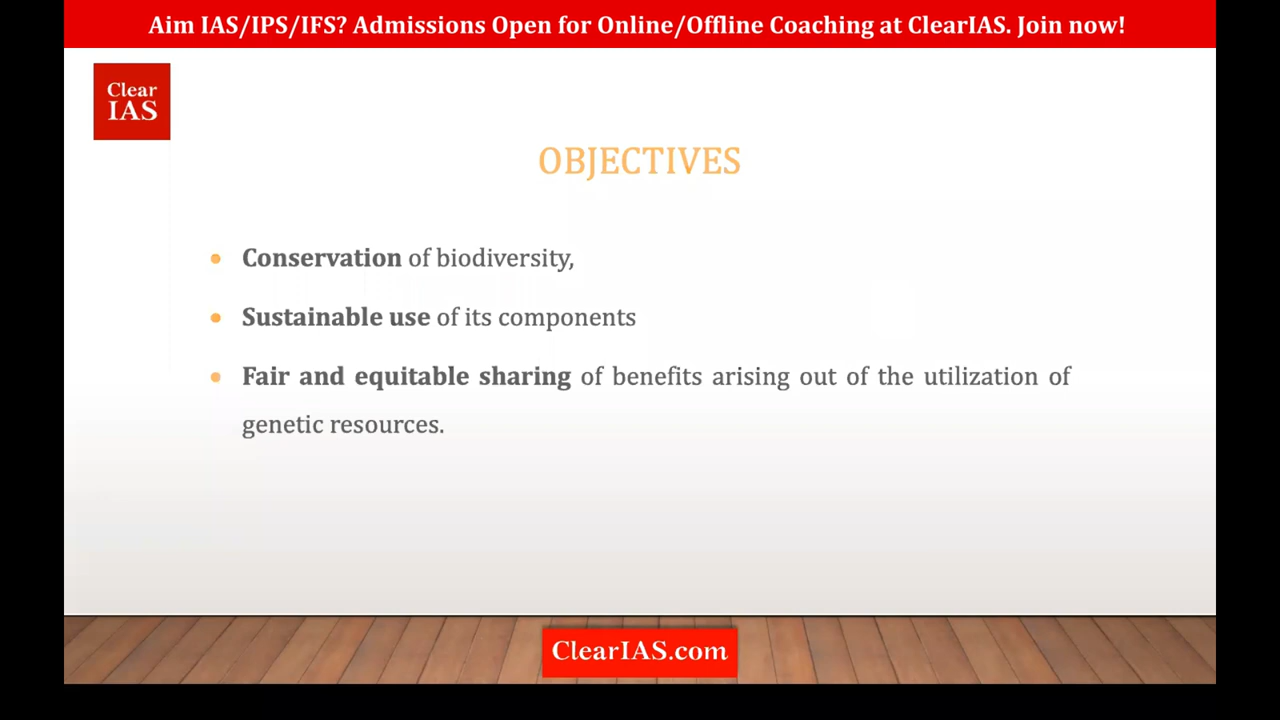 Aim IAS/IPS/IFS? Admissions Open for Online/Offline Coaching at ClearIAS. Join now!
Clear
IAS
OBJECTIVES
• Conservation of biodiversity,
• Sustainable use of its components
• Fair and equitable sharing of benefits arising out of the utilization of
genetic resources.
ClearIAS.com